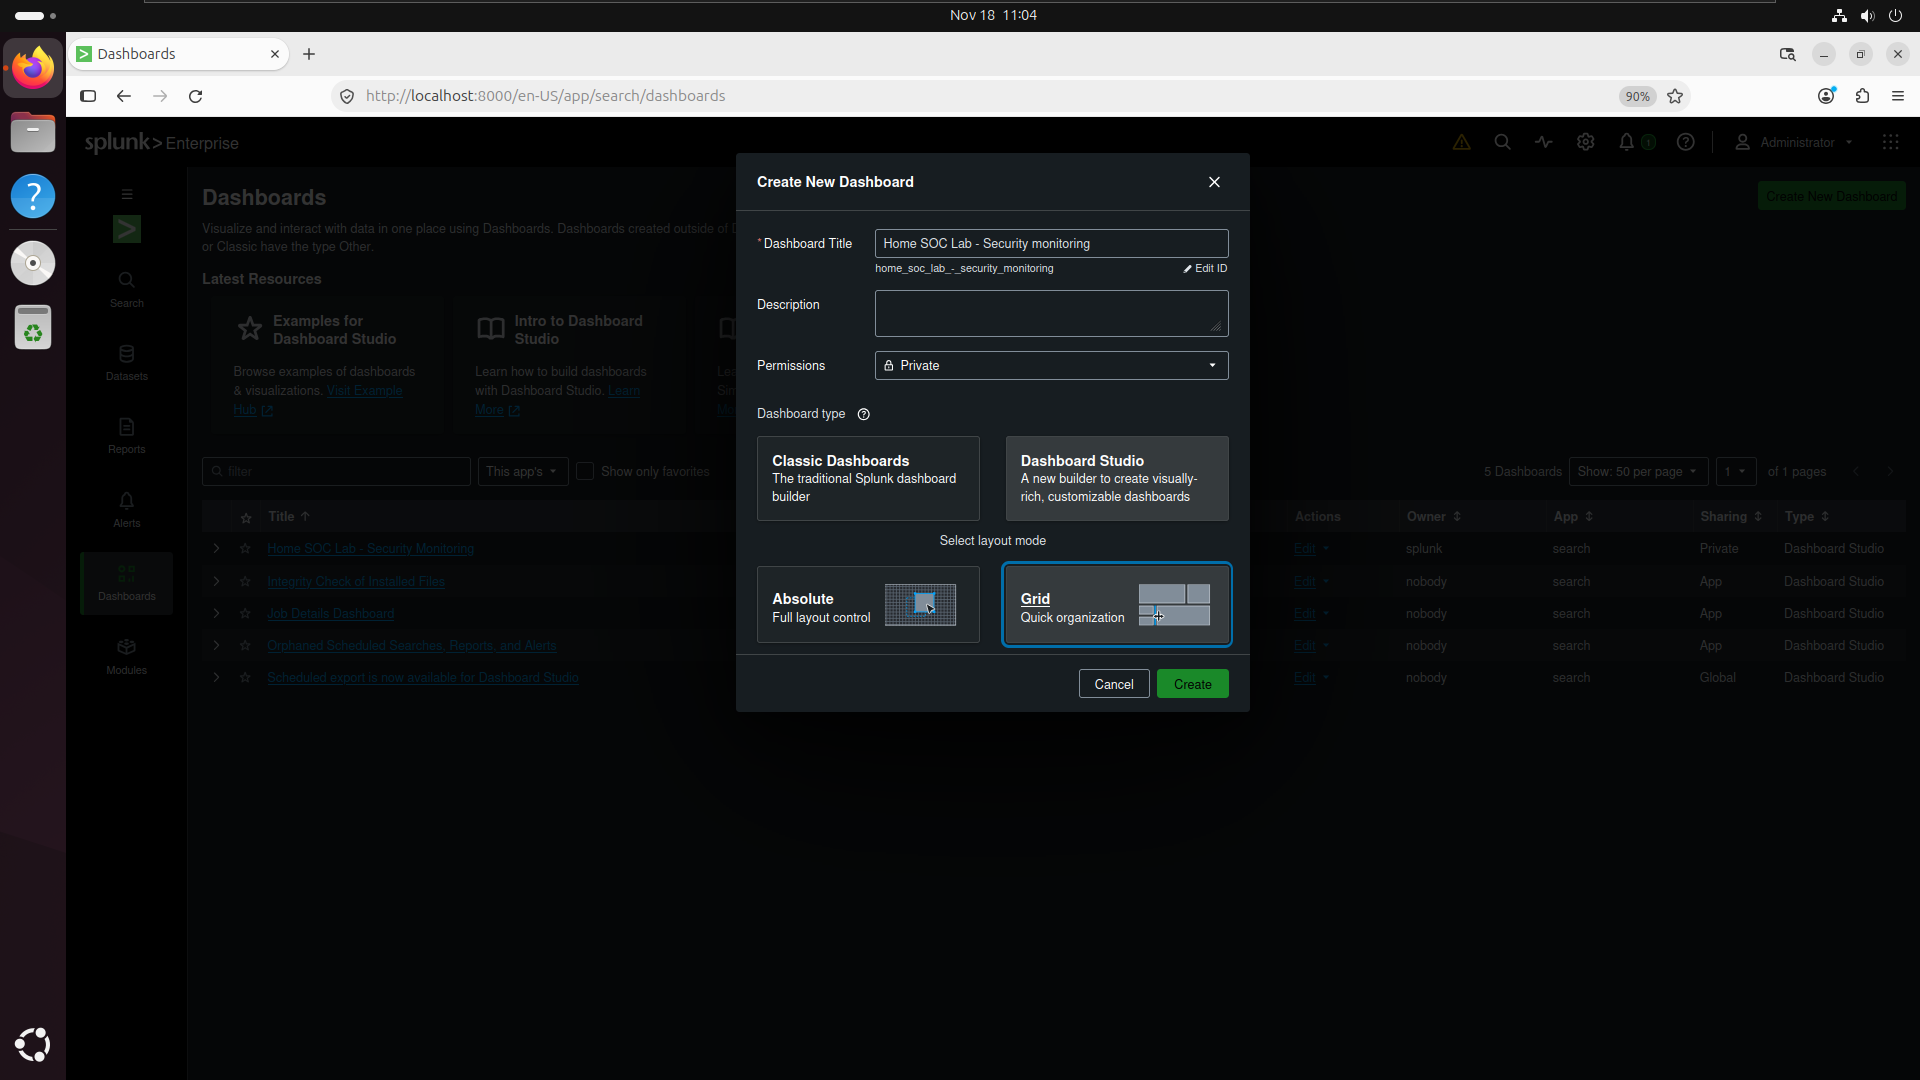 Nov 18 11:04
Dashboards
http://localhost:8000/en-US/app/search/dashboards
90%
splunk>Enterprise
1
Administrator
Dashboards
Create New Dashboard
Visualize and interact with data in one place using Dashboards. Dashboards created outside of D
or Classic have the type Other.
Latest Resources
Examples for
Dashboard Studio
Browse examples of dashboards
& visualizations. Visit Example
Hub
Intro to Dashboard
Studio
Learn how to build dashboards
with Dashboard Studio. Learn
More
Search
Datasets
Reports
Alerts
Dashboards
Modules
filter
This app's
Show only favorites
5 Dashboards
Show: 50 per page
1
of 1 pages
Title
Actions
Owner
App
Sharing
Type
Home SOC Lab - Security Monitoring
Edit
splunk
search
Private
Dashboard Studio
Integrity Check of Installed Files
Edit
nobody
search
App
Dashboard Studio
Job Details Dashboard
Edit
nobody
search
App
Dashboard Studio
Orphaned Scheduled Searches, Reports, and Alerts
Edit
nobody
search
App
Dashboard Studio
Scheduled export is now available for Dashboard Studio
Edit
nobody
search
Global
Dashboard Studio
Create New Dashboard
*Dashboard Title
Home SOC Lab - Security monitoring
home_soc_lab_-_security_monitoring
Edit ID
Description
Permissions
Private
Dashboard type
Classic Dashboards
The traditional Splunk dashboard
builder
Dashboard Studio
A new builder to create visually-
rich, customizable dashboards
Select layout mode
Absolute
Full layout control
Grid
Quick organization
Cancel
Create